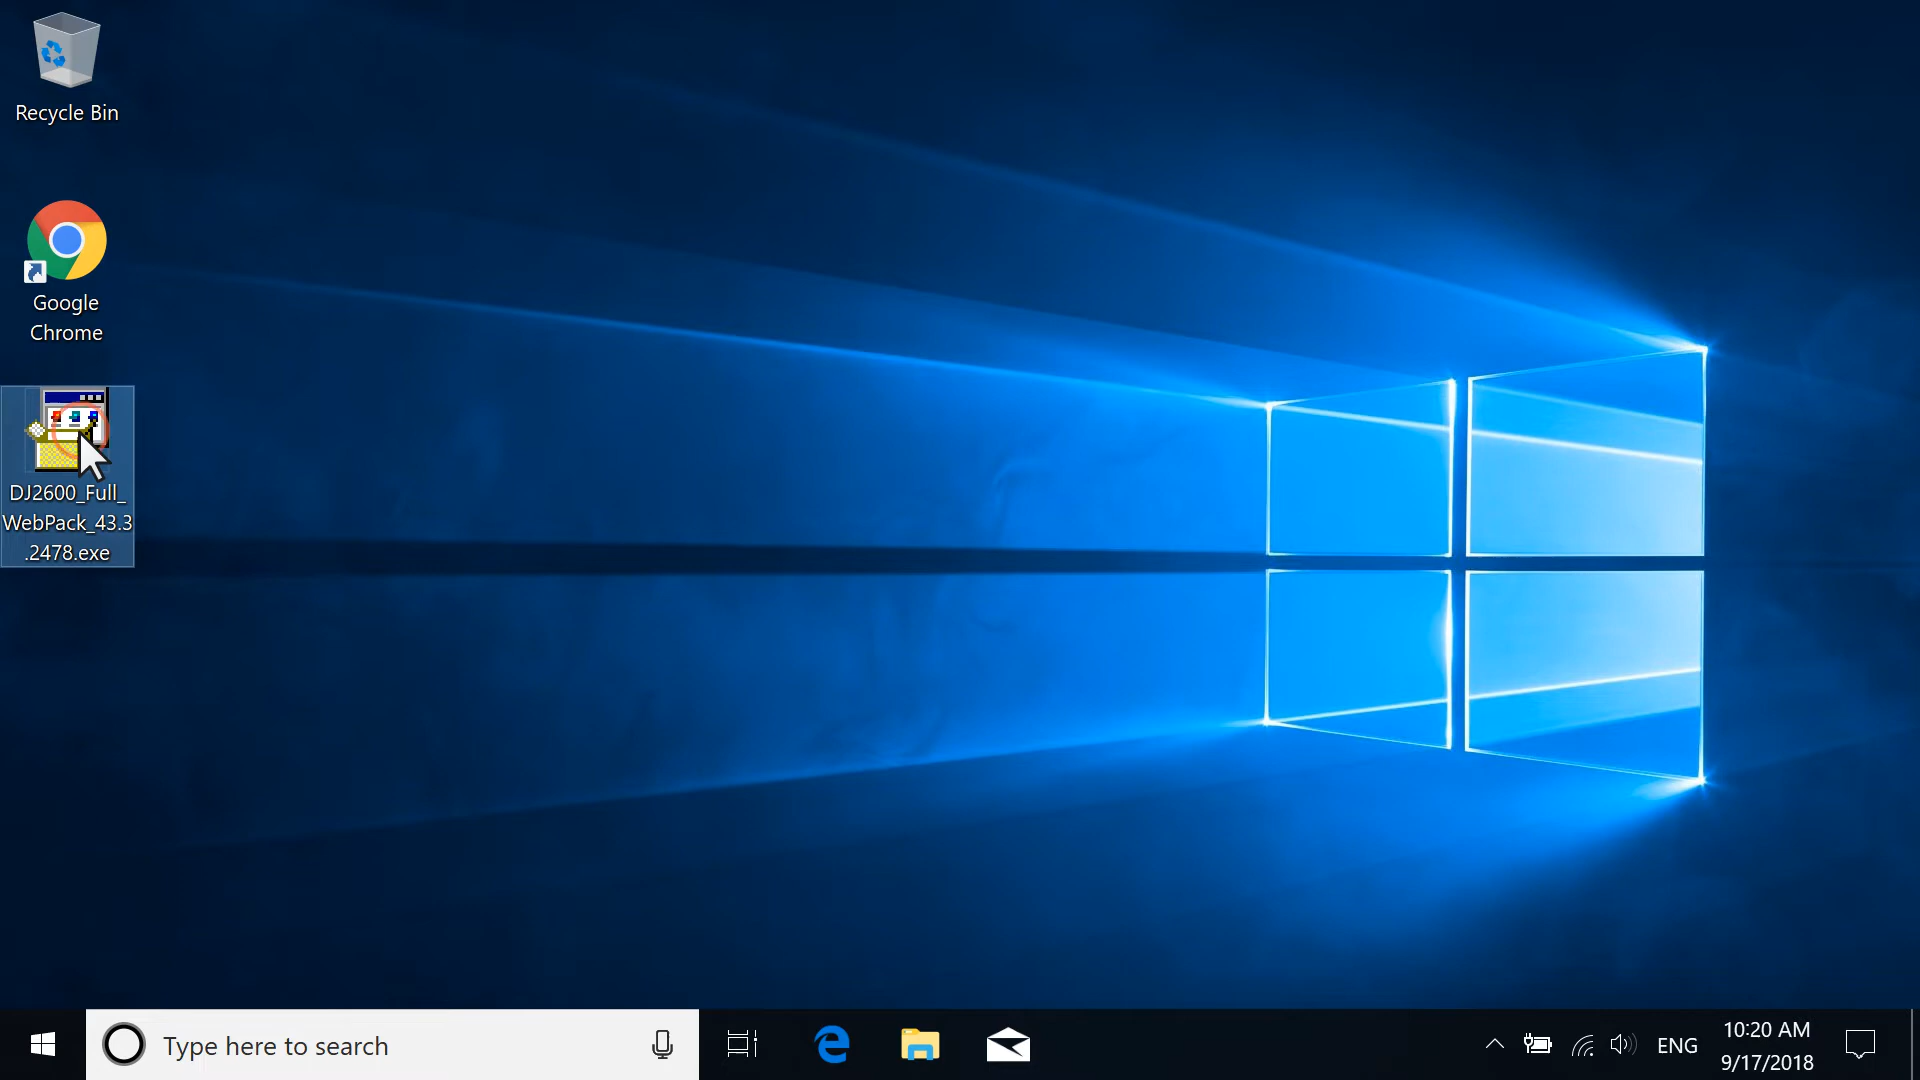 Recycle Bin
Google
Chrome
DJ2600_Full_
WebPack_43.3
.2478.exe
Type here to search
ENG
10:20 AM
9/17/2018